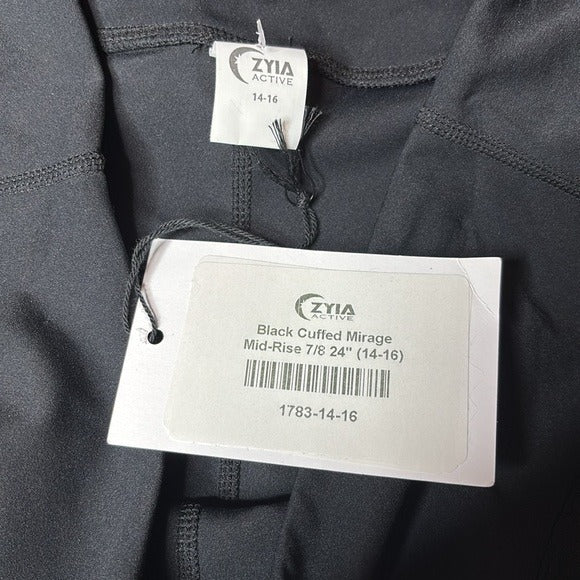 ZYIA
ACTIVE
14-16
ZYIA
ACTIVE
Black Cuffed Mirage
Mid-Rise 7/8 24" (14-16)
1783-14-16